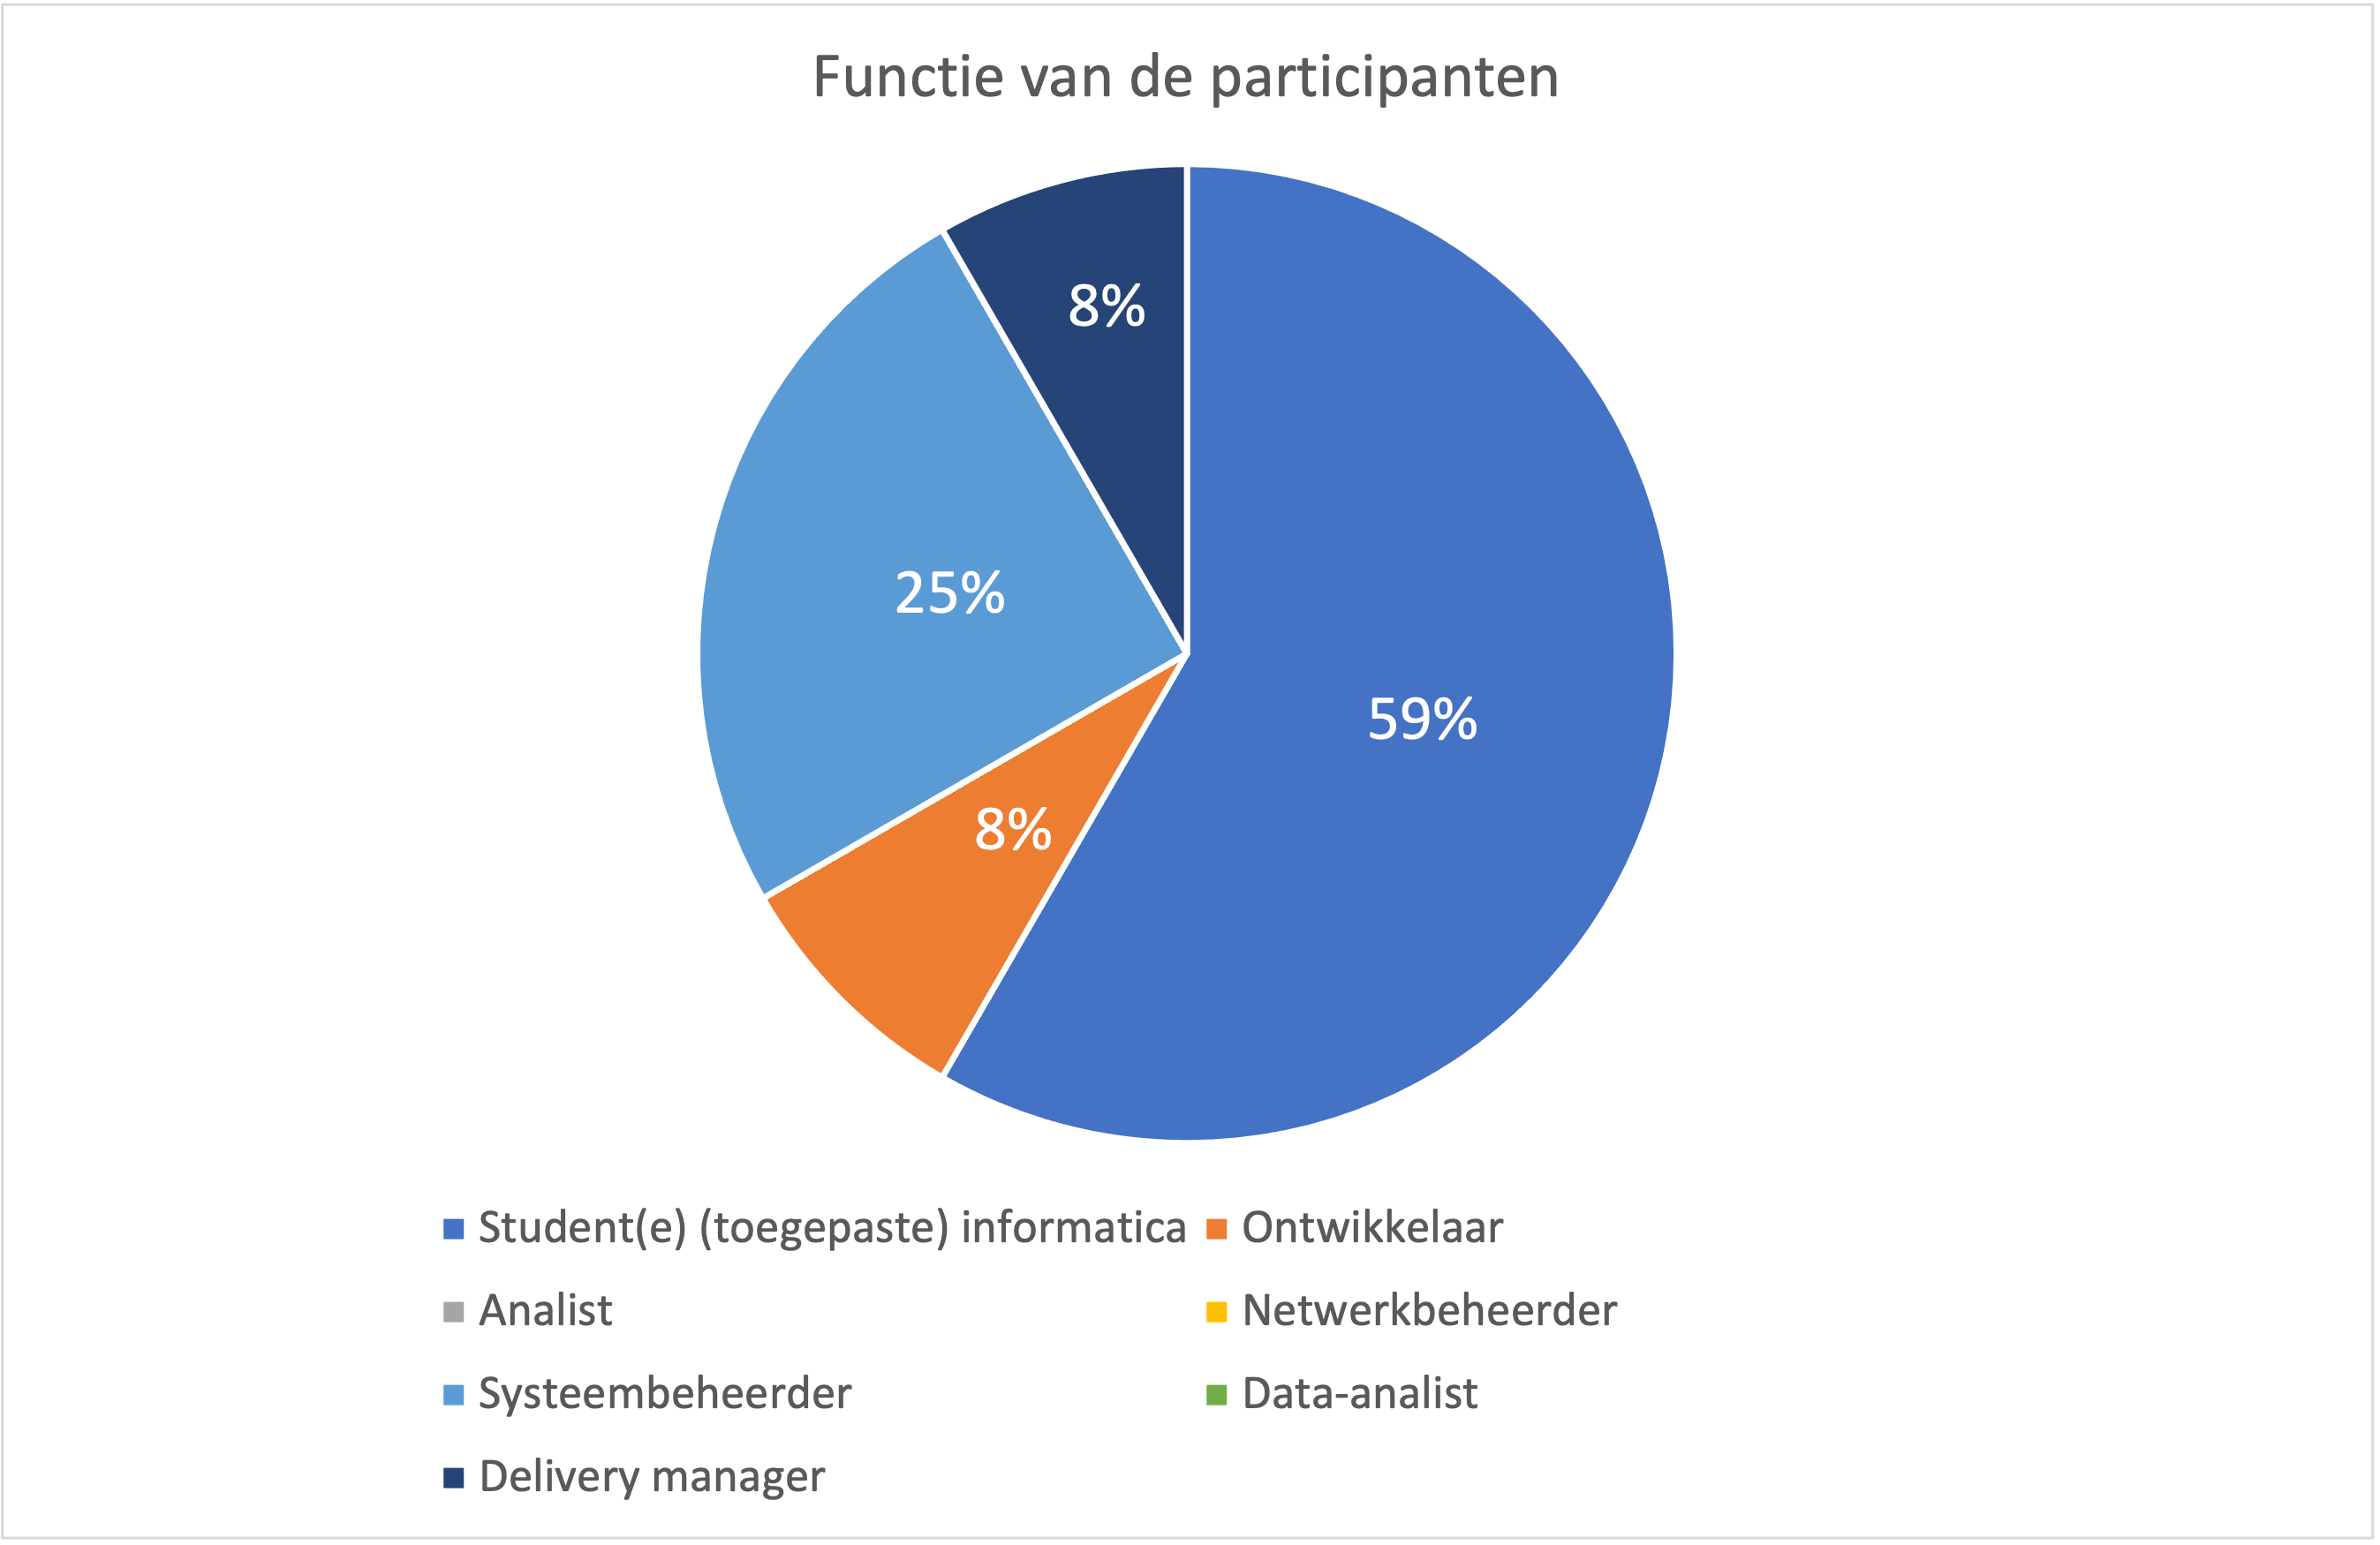 Functie van de participanten
8%
25%
59%
8%
Student(e) (toegepaste) informatica
Ontwikkelaar
Analist
Netwerkbeheerder
Systeembeheerder
Data-analist
Delivery manager